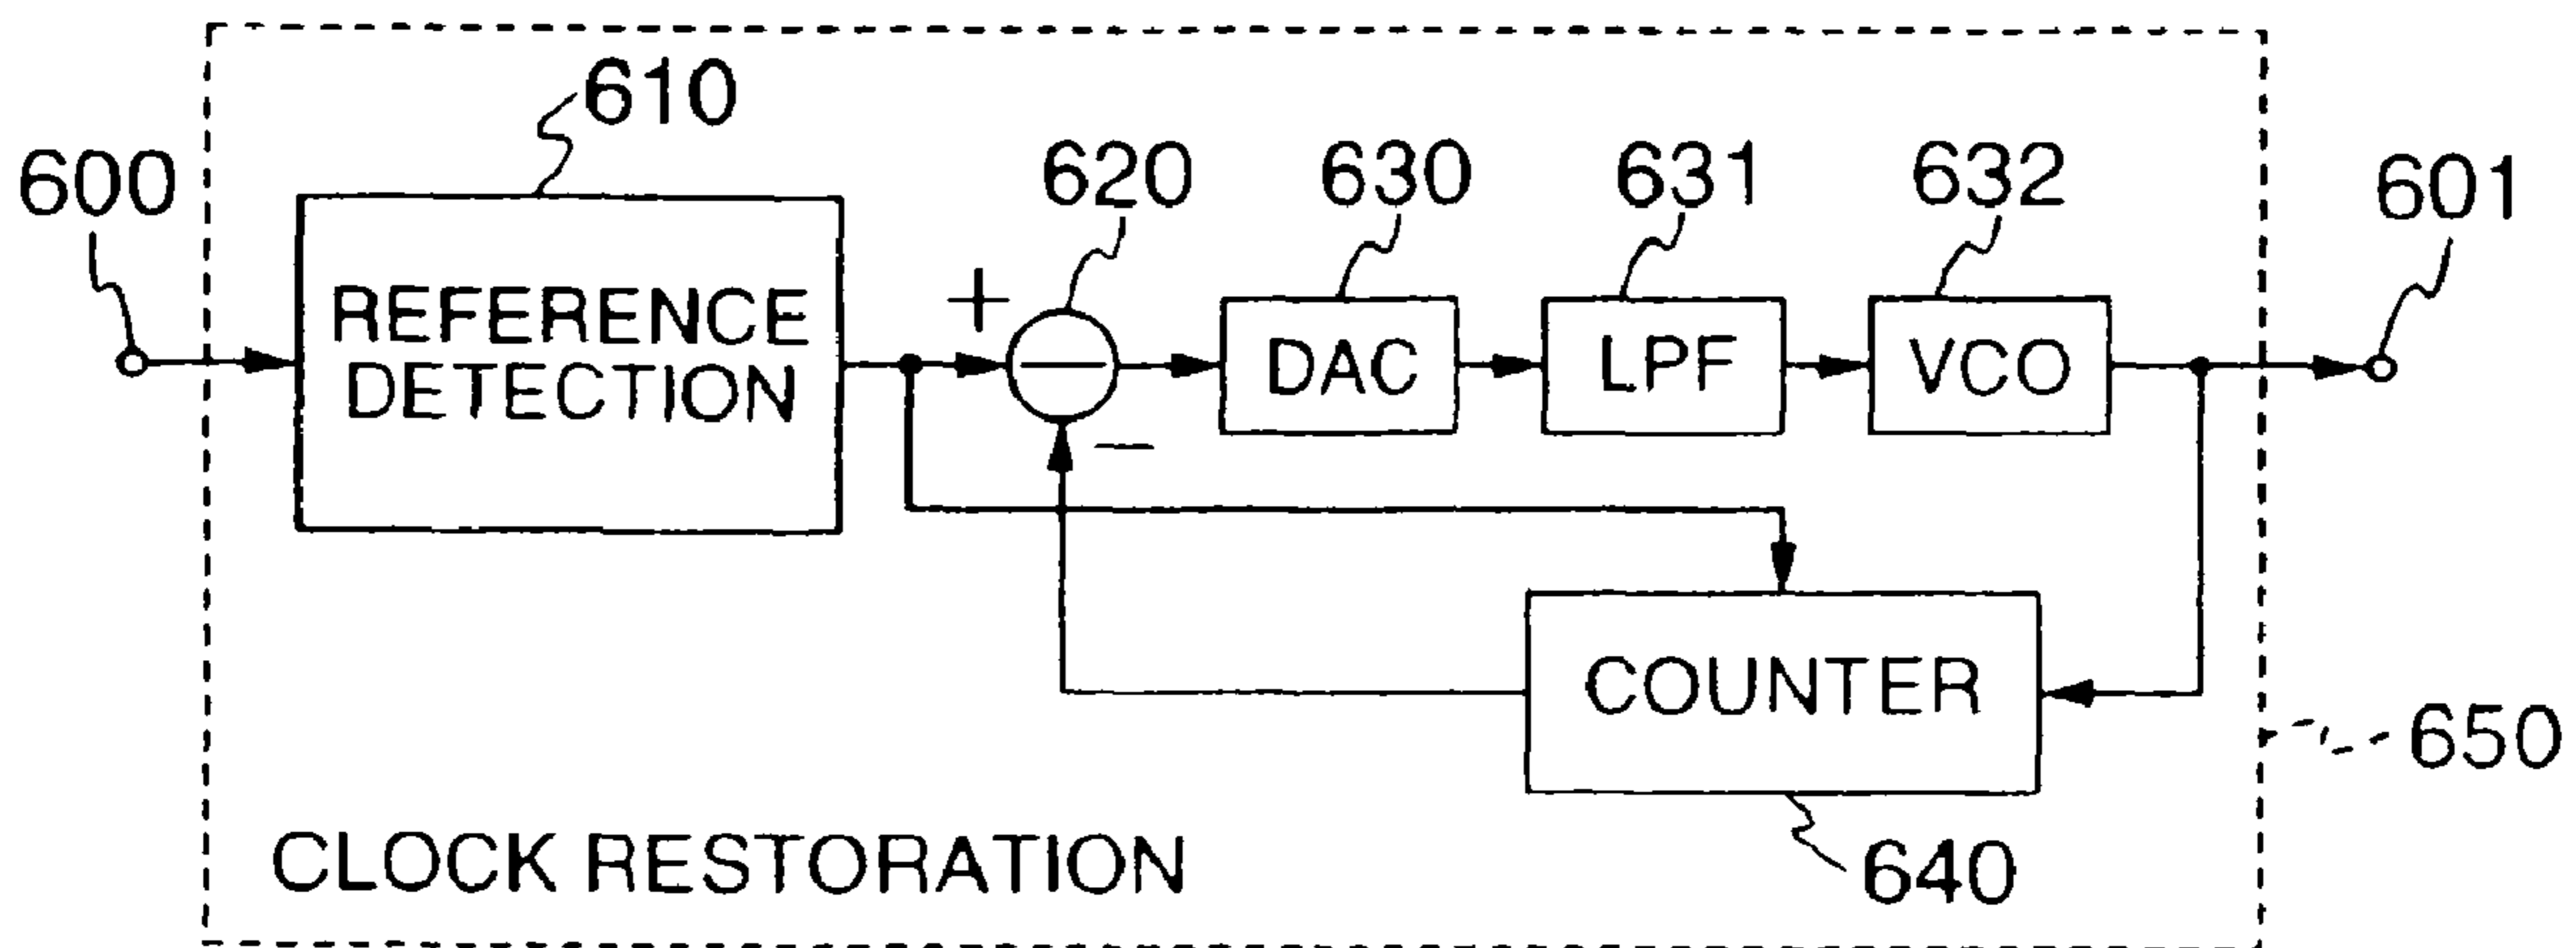 610
600
620
630
631
632
601
REFERENCE
DETECTION
+
−
DAC
LPF
VCO
−
COUNTER
650
640
CLOCK RESTORATION